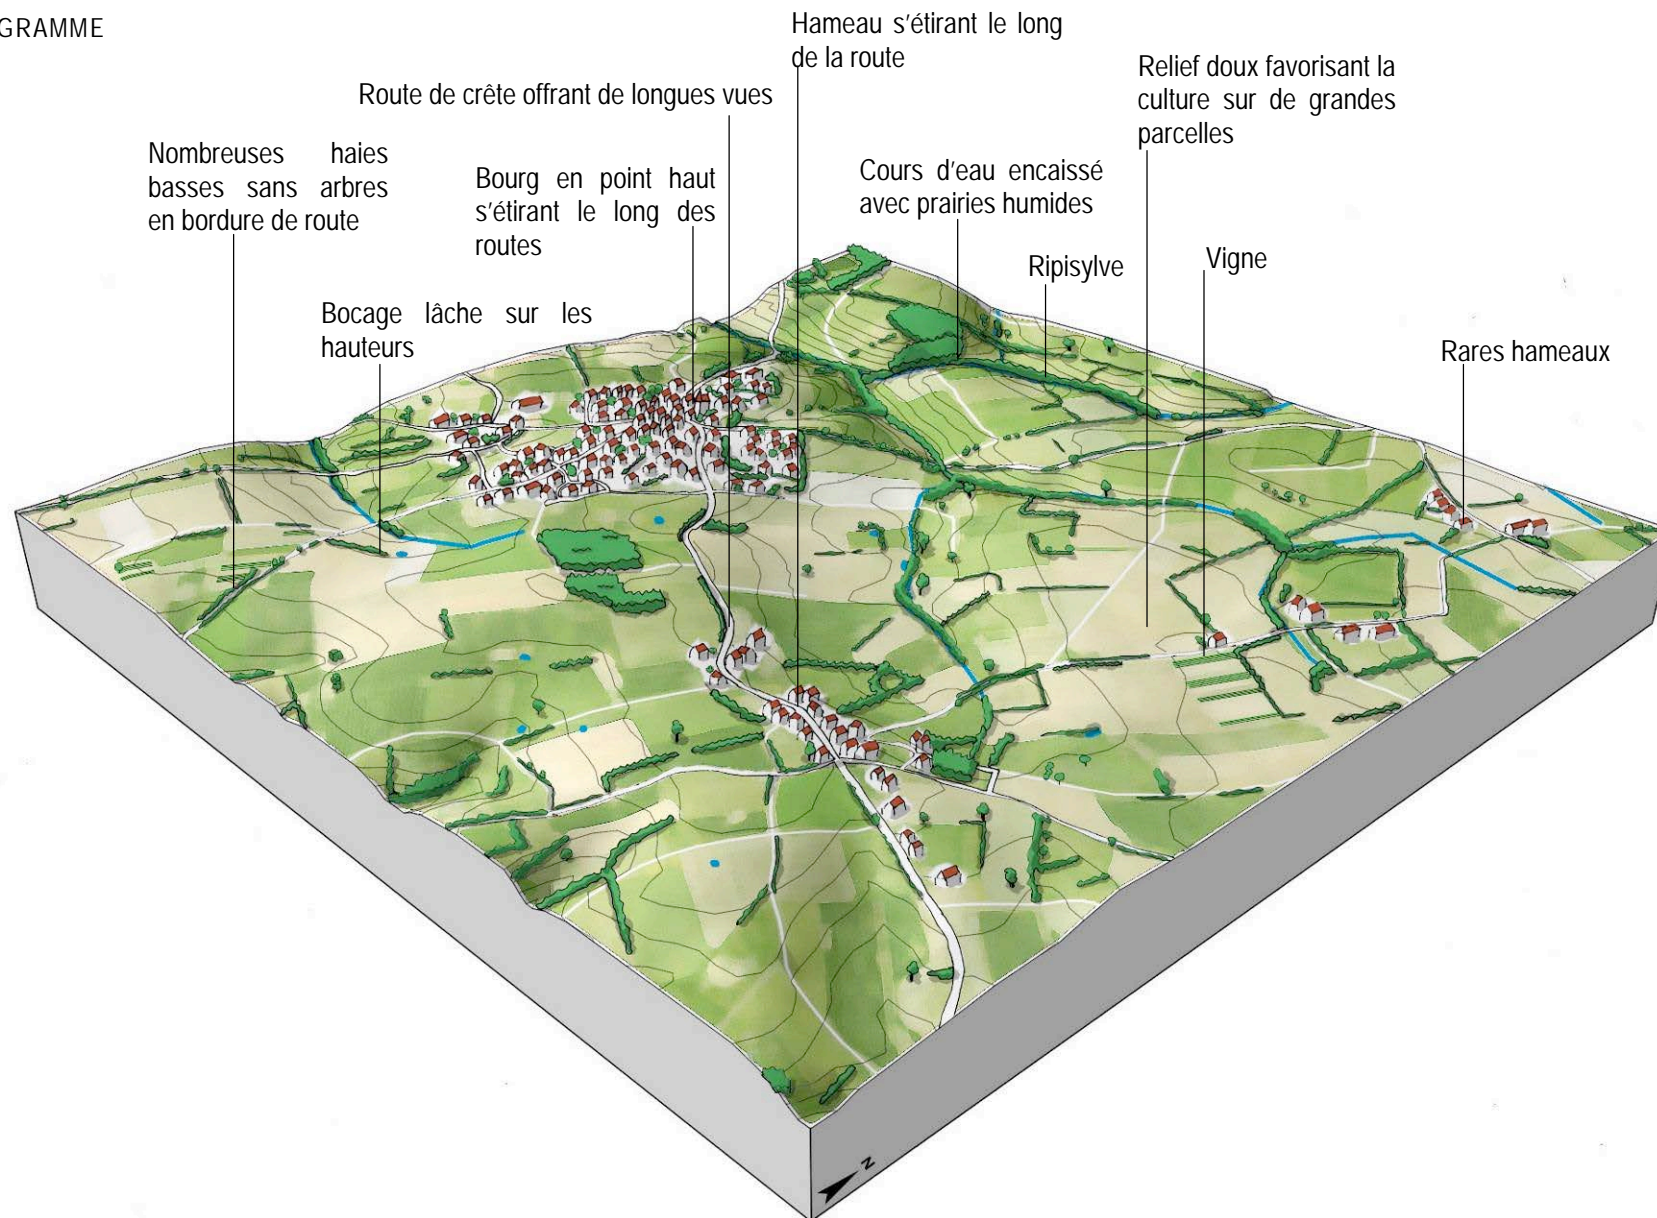 GRAMME
Hameau s'étirant le long
de la route
Relief doux favorisant la
culture sur de grandes
parcelles
Route de crête offrant de longues vues
Nombreuses haies
basses sans arbres
en bordure de route
Bourg en point haut
s'étirant le long des
routes
Cours d'eau encaissé
avec prairies humides
Ripisylve
Vigne
Bocage lâche sur les
hauteurs
Rares hameaux
N